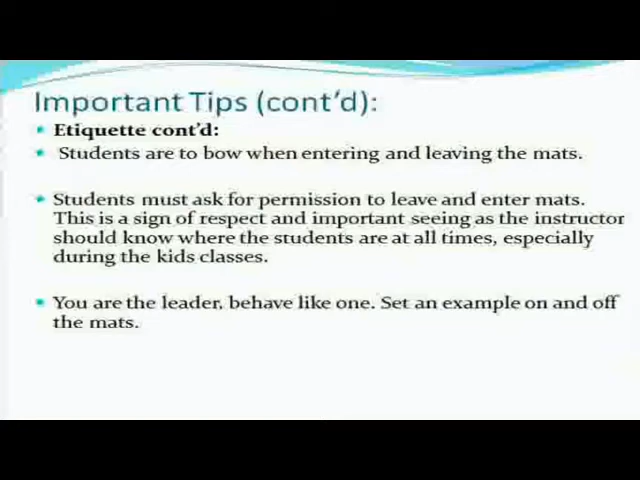 Important Tips (cont'd):
Etiquette cont'd:
Students are to bow when entering and leaving the mats.
Students must ask for permission to leave and enter mats.
This is a sign of respect and important seeing as the instructor
should know where the students are at all times, especially
during the kids classes.
You are the leader, behave like one. Set an example on and off
the mats.